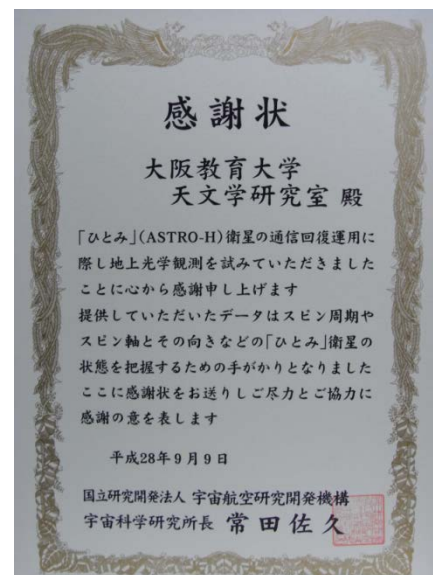 感謝状
大阪教育大学
天文学研究室 殿
「ひとみ」(ASTRO-H)衛星の通信回復運用に
際し地上光学観測を試みていただきました
ことに心から感謝申し上げます
提供していただいたデータはスピン周期や
スピン軸とその向きなどの「ひとみ」衛星の
状態を把握するための手がかりとなりました
ここに感謝状をお送りしご尽力とご協力に
感謝の意を表します
平成28年9月9日
国立研究開発法人 宇宙航空研究開発機構
宇宙科学研究所長 常田佐久